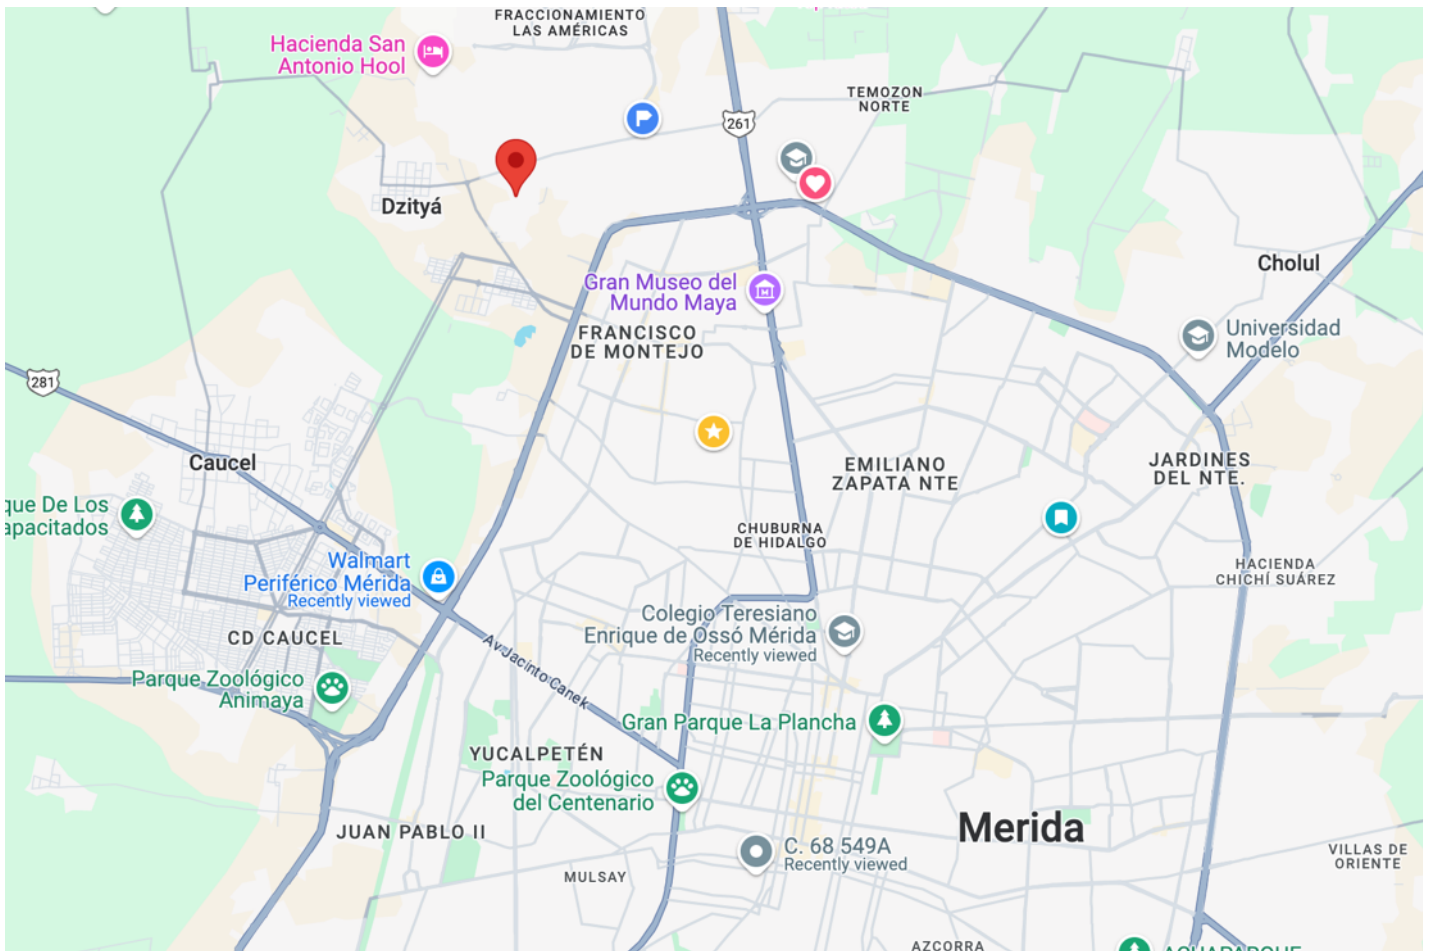 FRACCIONAMIENTO
LAS AMÉRICAS
Hacienda San
Antonio Hool
TEMOZON
NORTE
261
Dzityá
Cholul
Gran Museo del
Mundo Maya
Universidad
Modelo
FRANCISCO
DE MONTEJO
281
Caucel
EMILIANO
ZAPATA NTE
JARDINES
DEL NTE.
que De Los
apacitados
CHUBURNA
DE HIDALGO
Walmart
Periférico Mérida
Recently viewed
HACIENDA
CHICHÍ SUÁREZ
Colegio Teresiano
Enrique de Ossó Mérida
Recently viewed
CD CAUCEL
Av Jacinto Canek
Parque Zoológico
Animaya
Gran Parque La Plancha
YUCALPETÉN
Parque Zoológico
del Centenario
JUAN PABLO II
Merida
C. 68 549A
Recently viewed
VILLAS DE
ORIENTE
MULSAY
AZCORRA